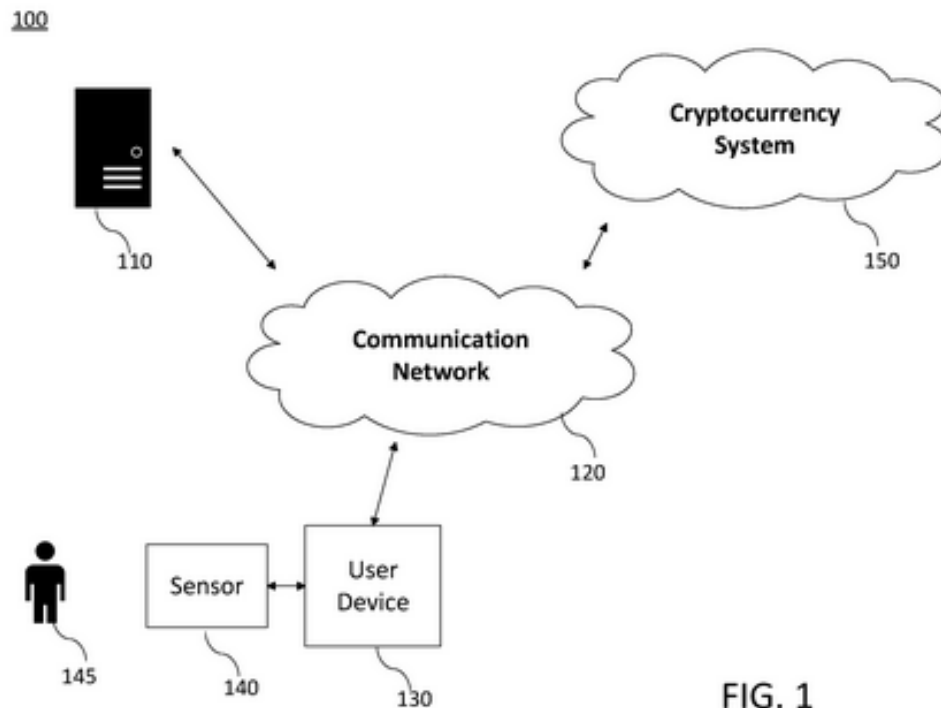 100
Cryptocurrency
System
110
150
Communication
Network
120
Sensor
User
Device
145
140
130
FIG. 1